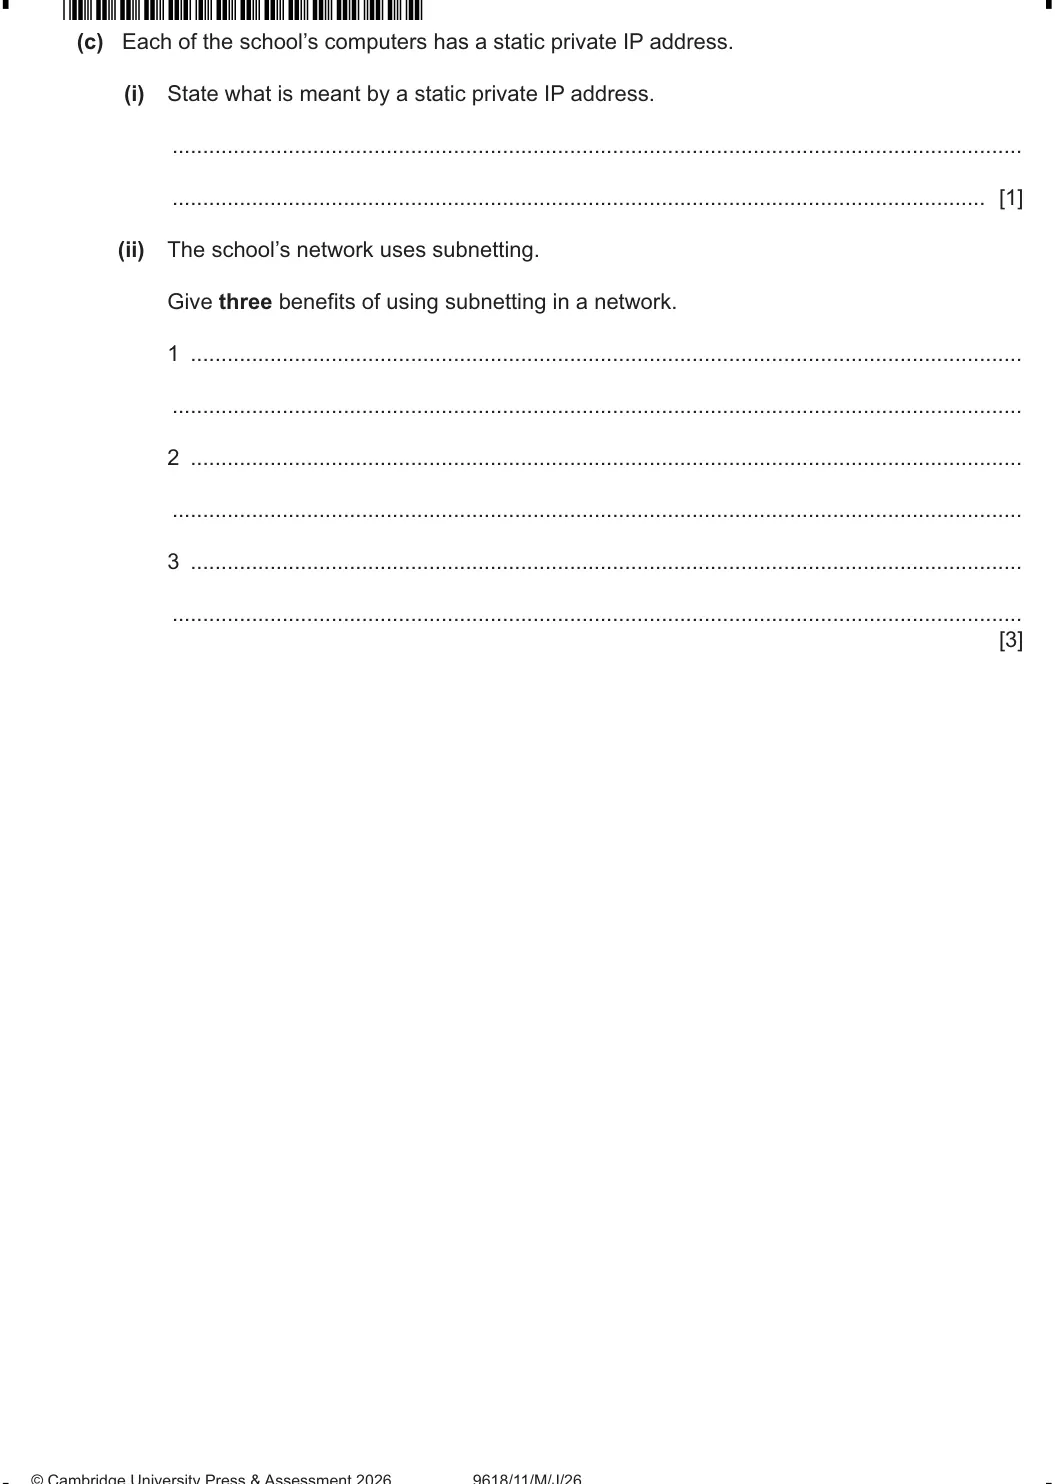 (c) Each of the school’s computers has a static private IP address.
(i) State what is meant by a static private IP address.
..........................................................................................................................................
.................................................................................................................................... [1]
(ii) The school’s network uses subnetting.
Give three benefits of using subnetting in a network.
1 .......................................................................................................................................
..........................................................................................................................................
2 .......................................................................................................................................
..........................................................................................................................................
3 .......................................................................................................................................
..........................................................................................................................................
[3]
© Cambridge University Press & Assessment 2026 9618/11/M/J/26